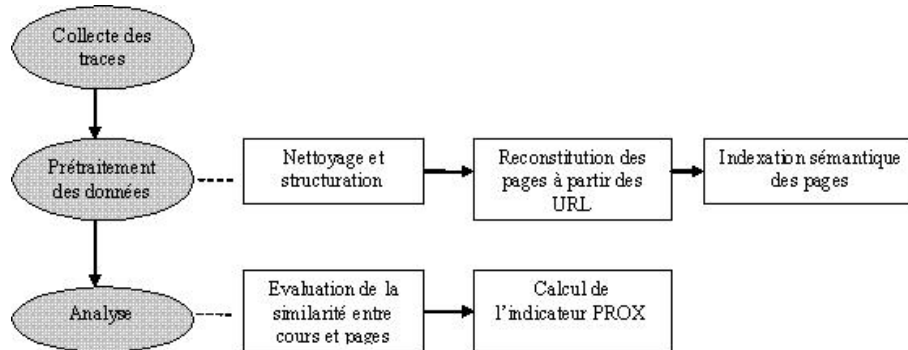 Collecte des
traces
Prétraitement
des données
Nettoyage et
structuration
Reconstitution des
pages à partir des
URL
Indexation sémantique
des pages
Analyse
Evaluation de la
similarité entre
cours et pages
Calcul de
l'indicateur PROX